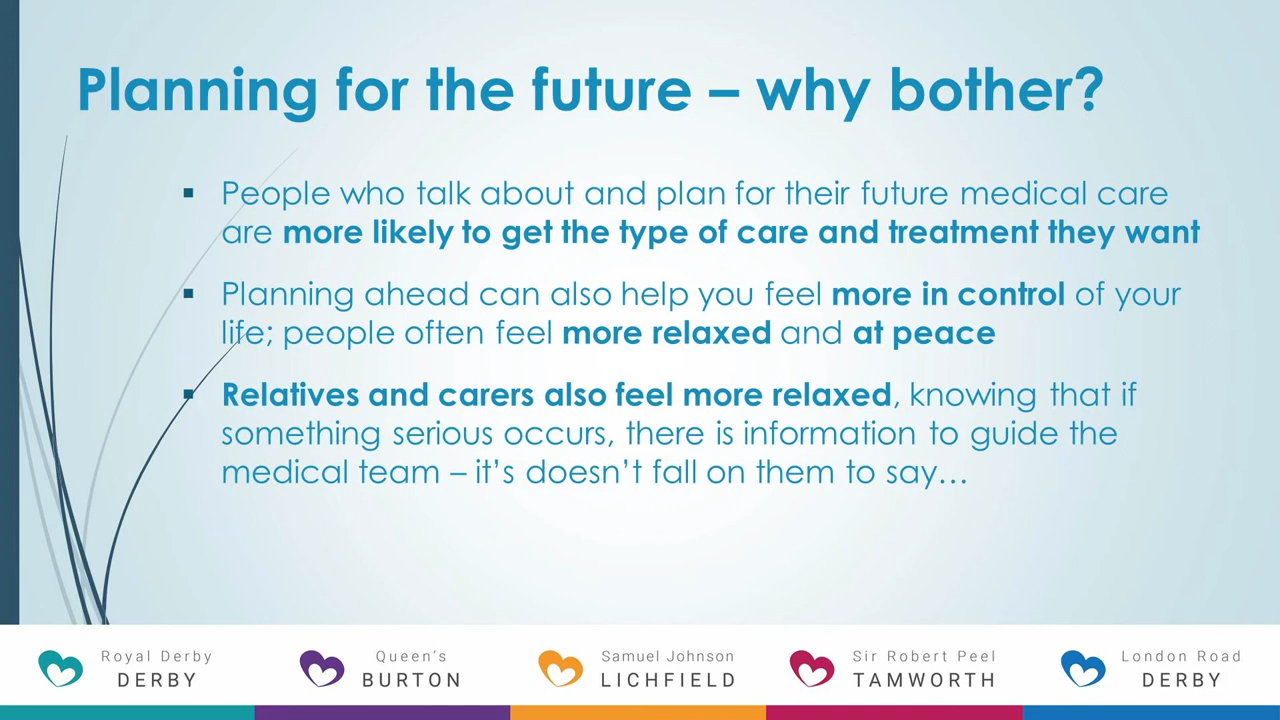 Planning for the future – why bother?
▪ People who talk about and plan for their future medical care
are more likely to get the type of care and treatment they want
▪ Planning ahead can also help you feel more in control of your
life; people often feel more relaxed and at peace
▪ Relatives and carers also feel more relaxed, knowing that if
something serious occurs, there is information to guide the
medical team – it's doesn't fall on them to say…
Royal Derby
DERBY
Queen's
BURTON
Samuel Johnson
LICHFIELD
Sir Robert Peel
TAMWORTH
London Road
DERBY